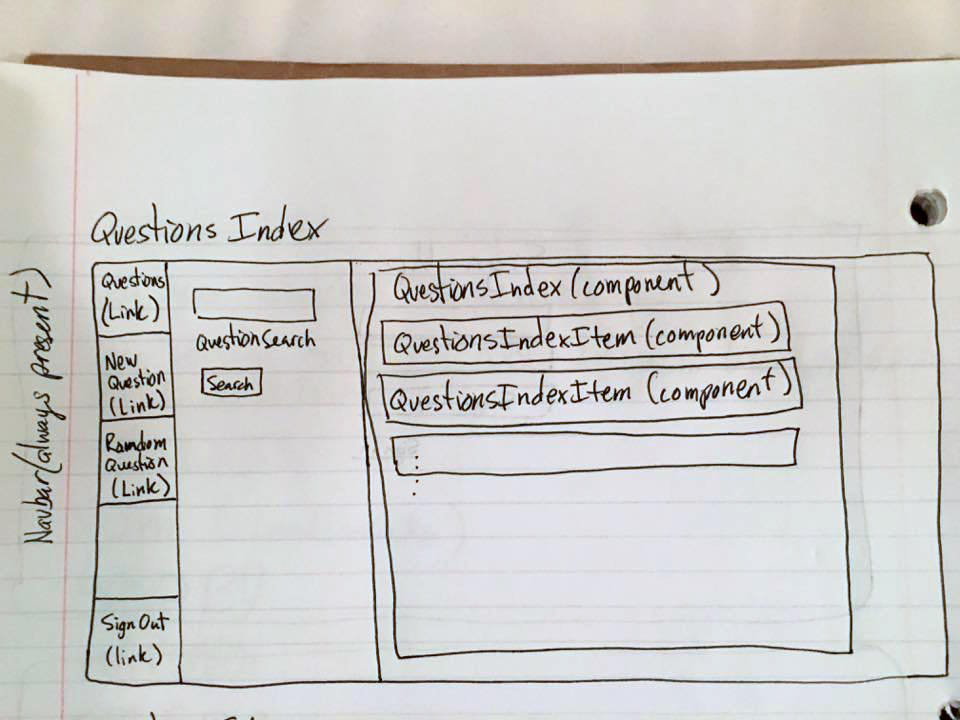 Questions Index
Navbar (always present)
Questions
(Link)
New
Question
(Link)
Random
Question
(Link)
Sign Out
(link)
QuestionSearch
Search
QuestionsIndex (component)
QuestionsIndexItem (component)
QuestionsIndexItem (component)